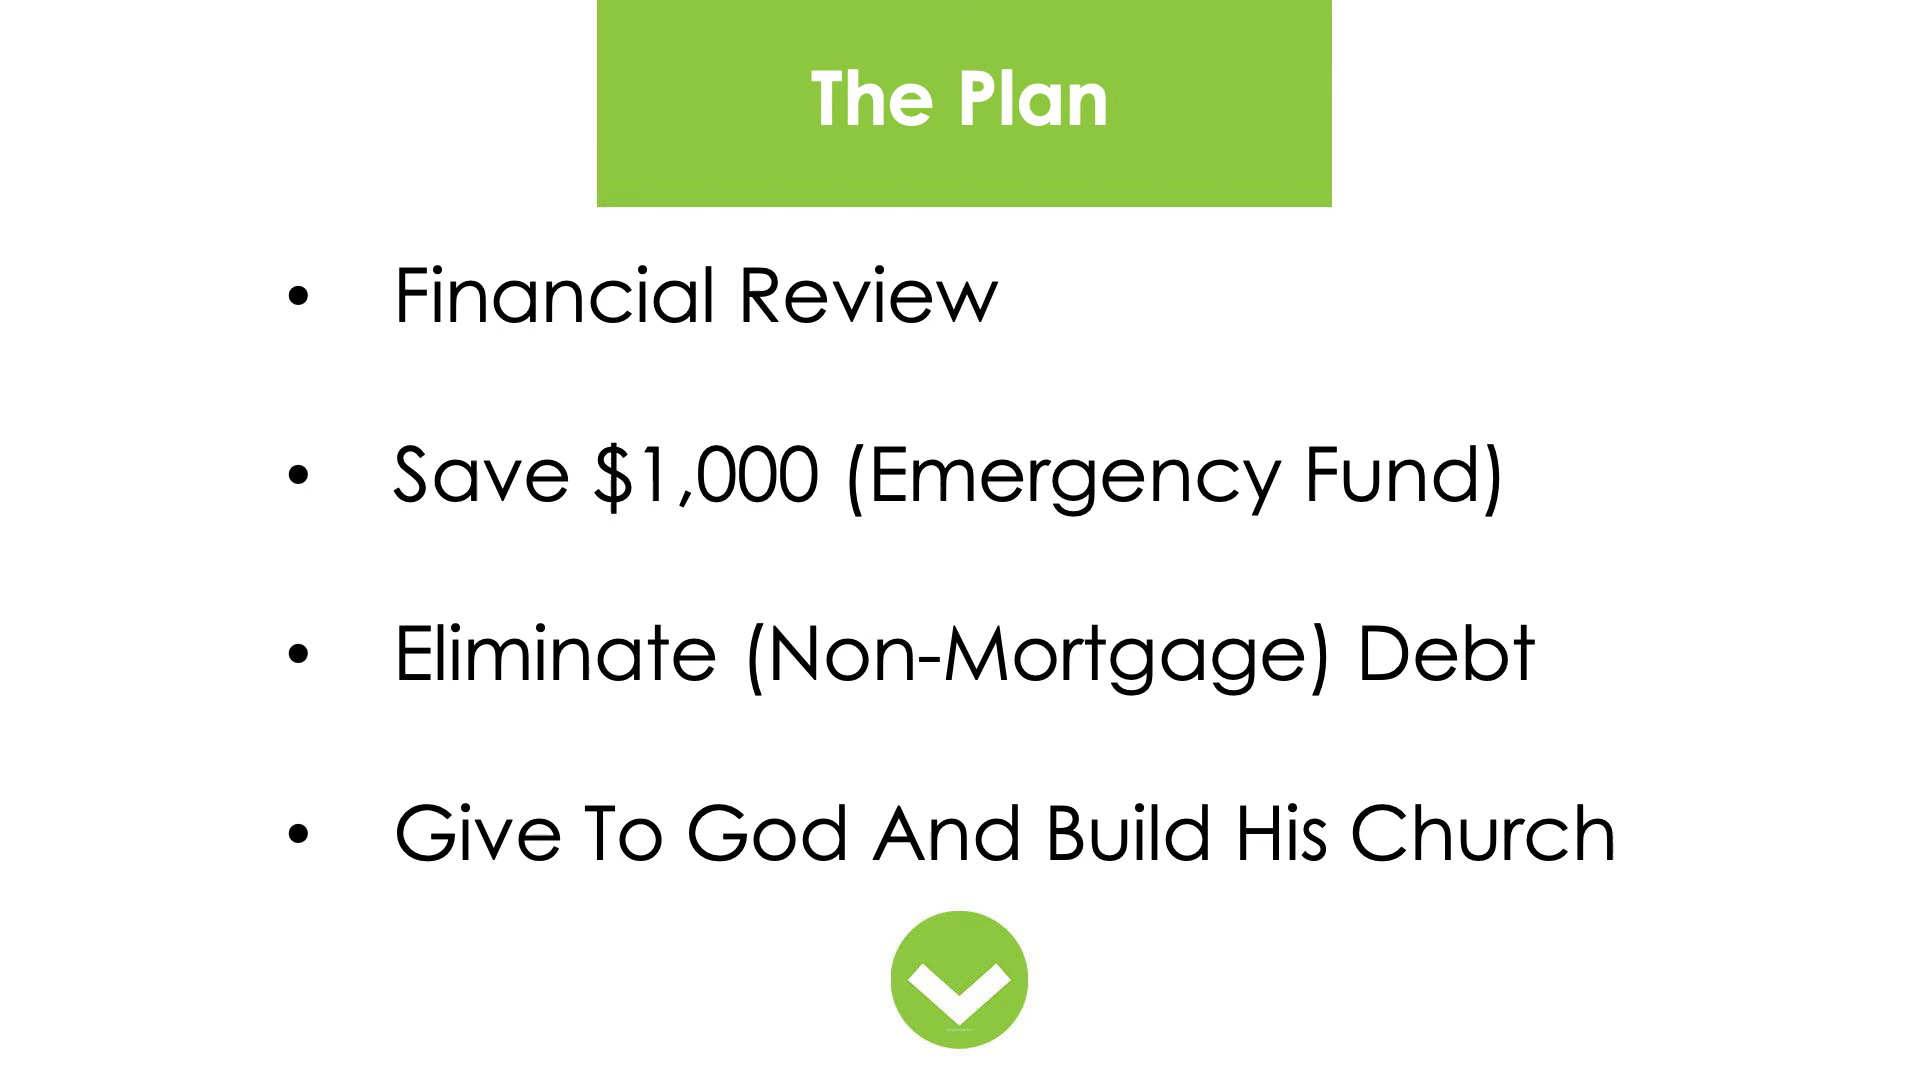 The Plan
• Financial Review
• Save $1,000 (Emergency Fund)
• Eliminate (Non-Mortgage) Debt
• Give To God And Build His Church